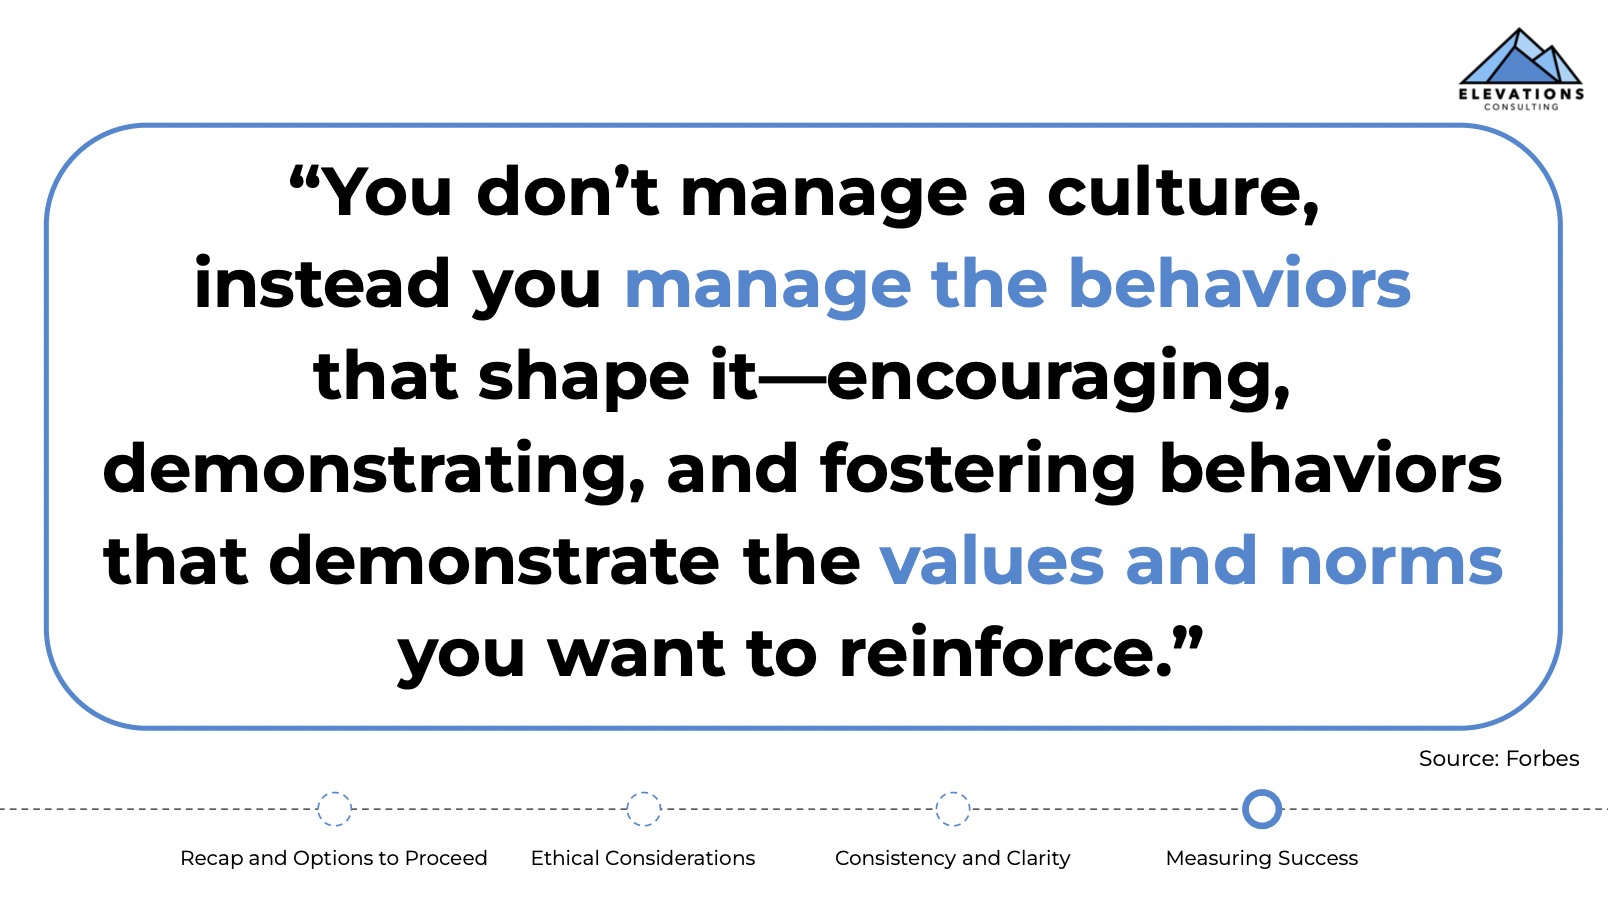 ELEVATIONS
CONSULTING
“You don’t manage a culture,
instead you manage the behaviors
that shape it—encouraging,
demonstrating, and fostering behaviors
that demonstrate the values and norms
you want to reinforce.”
Source: Forbes
Recap and Options to Proceed
Ethical Considerations
Consistency and Clarity
Measuring Success